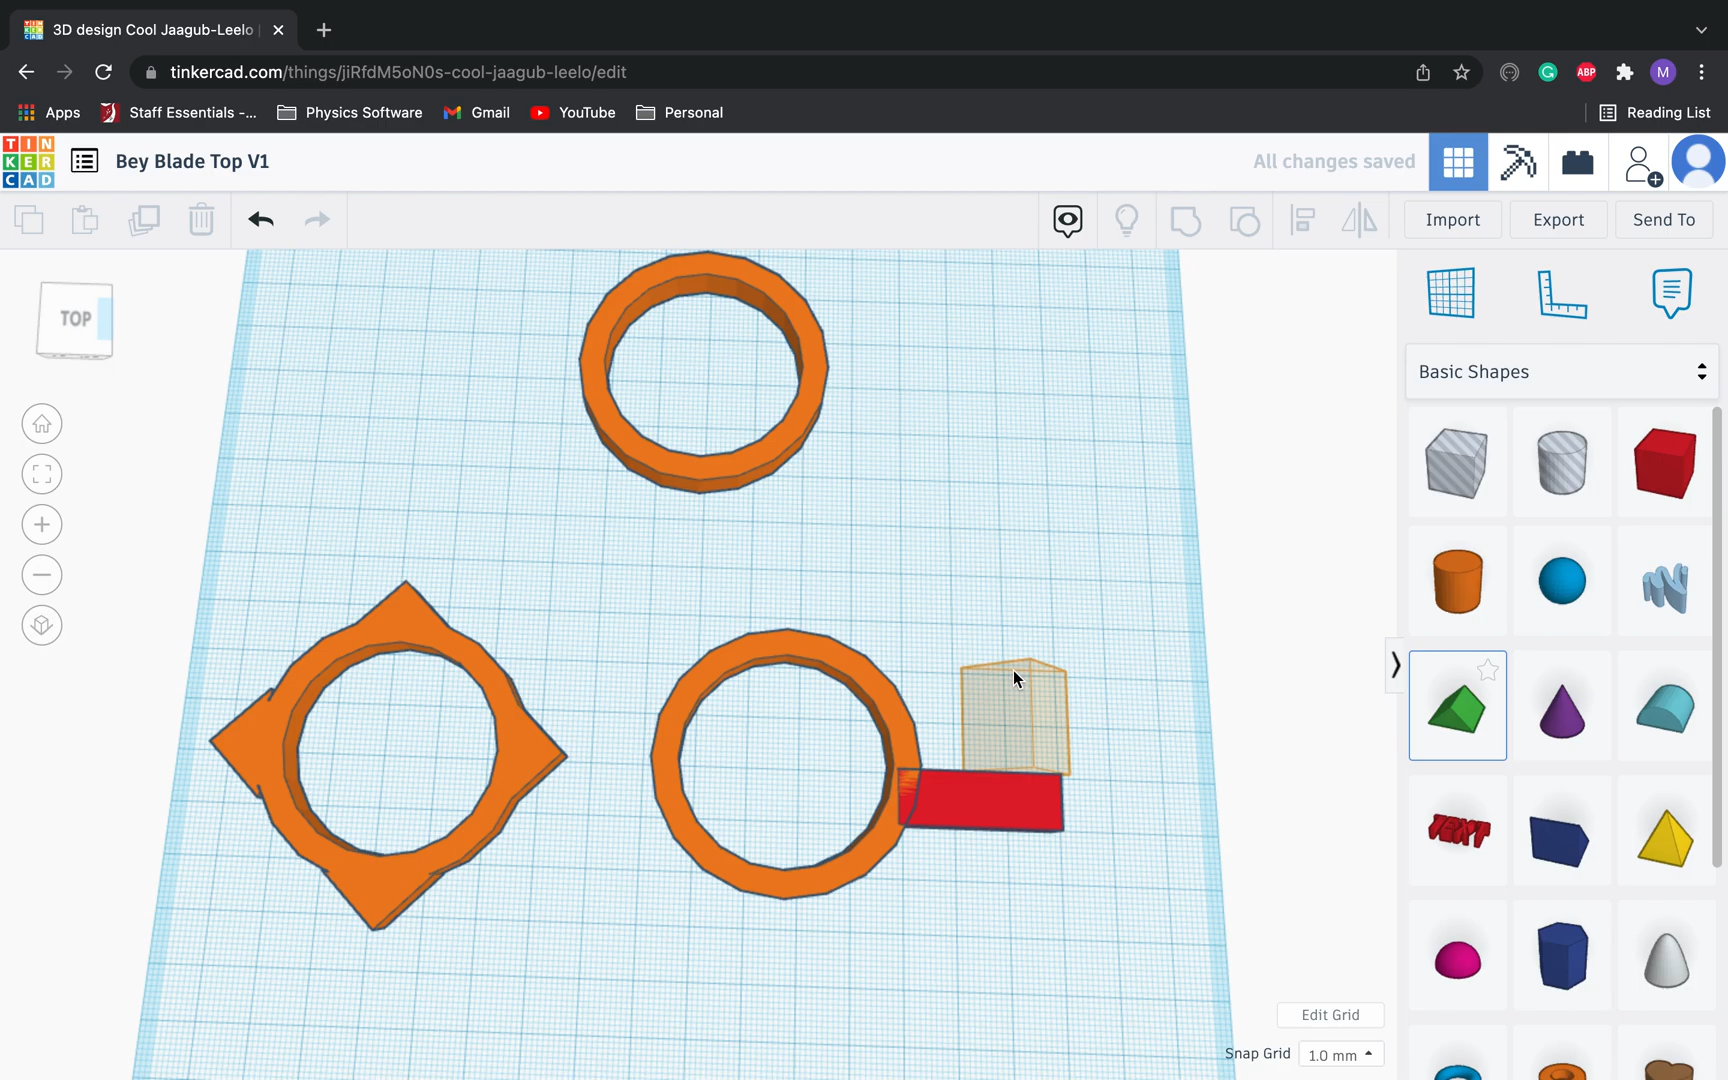 3D design Cool Jaagub-Leelo
tinkercad.com/things/jiRfdM5oN0s-cool-jaagub-leelo/edit
ABP
M
Apps
Staff Essentials -...
Physics Software
Gmail
YouTube
Personal
Reading List
TIN
KER
CAD
Bey Blade Top V1
All changes saved
Import
Export
Send To
TOP
Basic Shapes
TEXT
Edit Grid
Snap Grid
1.0 mm